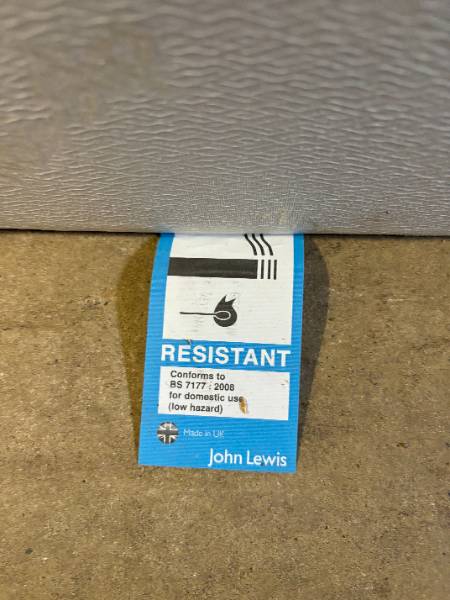 RESISTANT
Conforms to
BS 7177 : 2008
for domestic use
(low hazard)
Made in UK
John Lewis